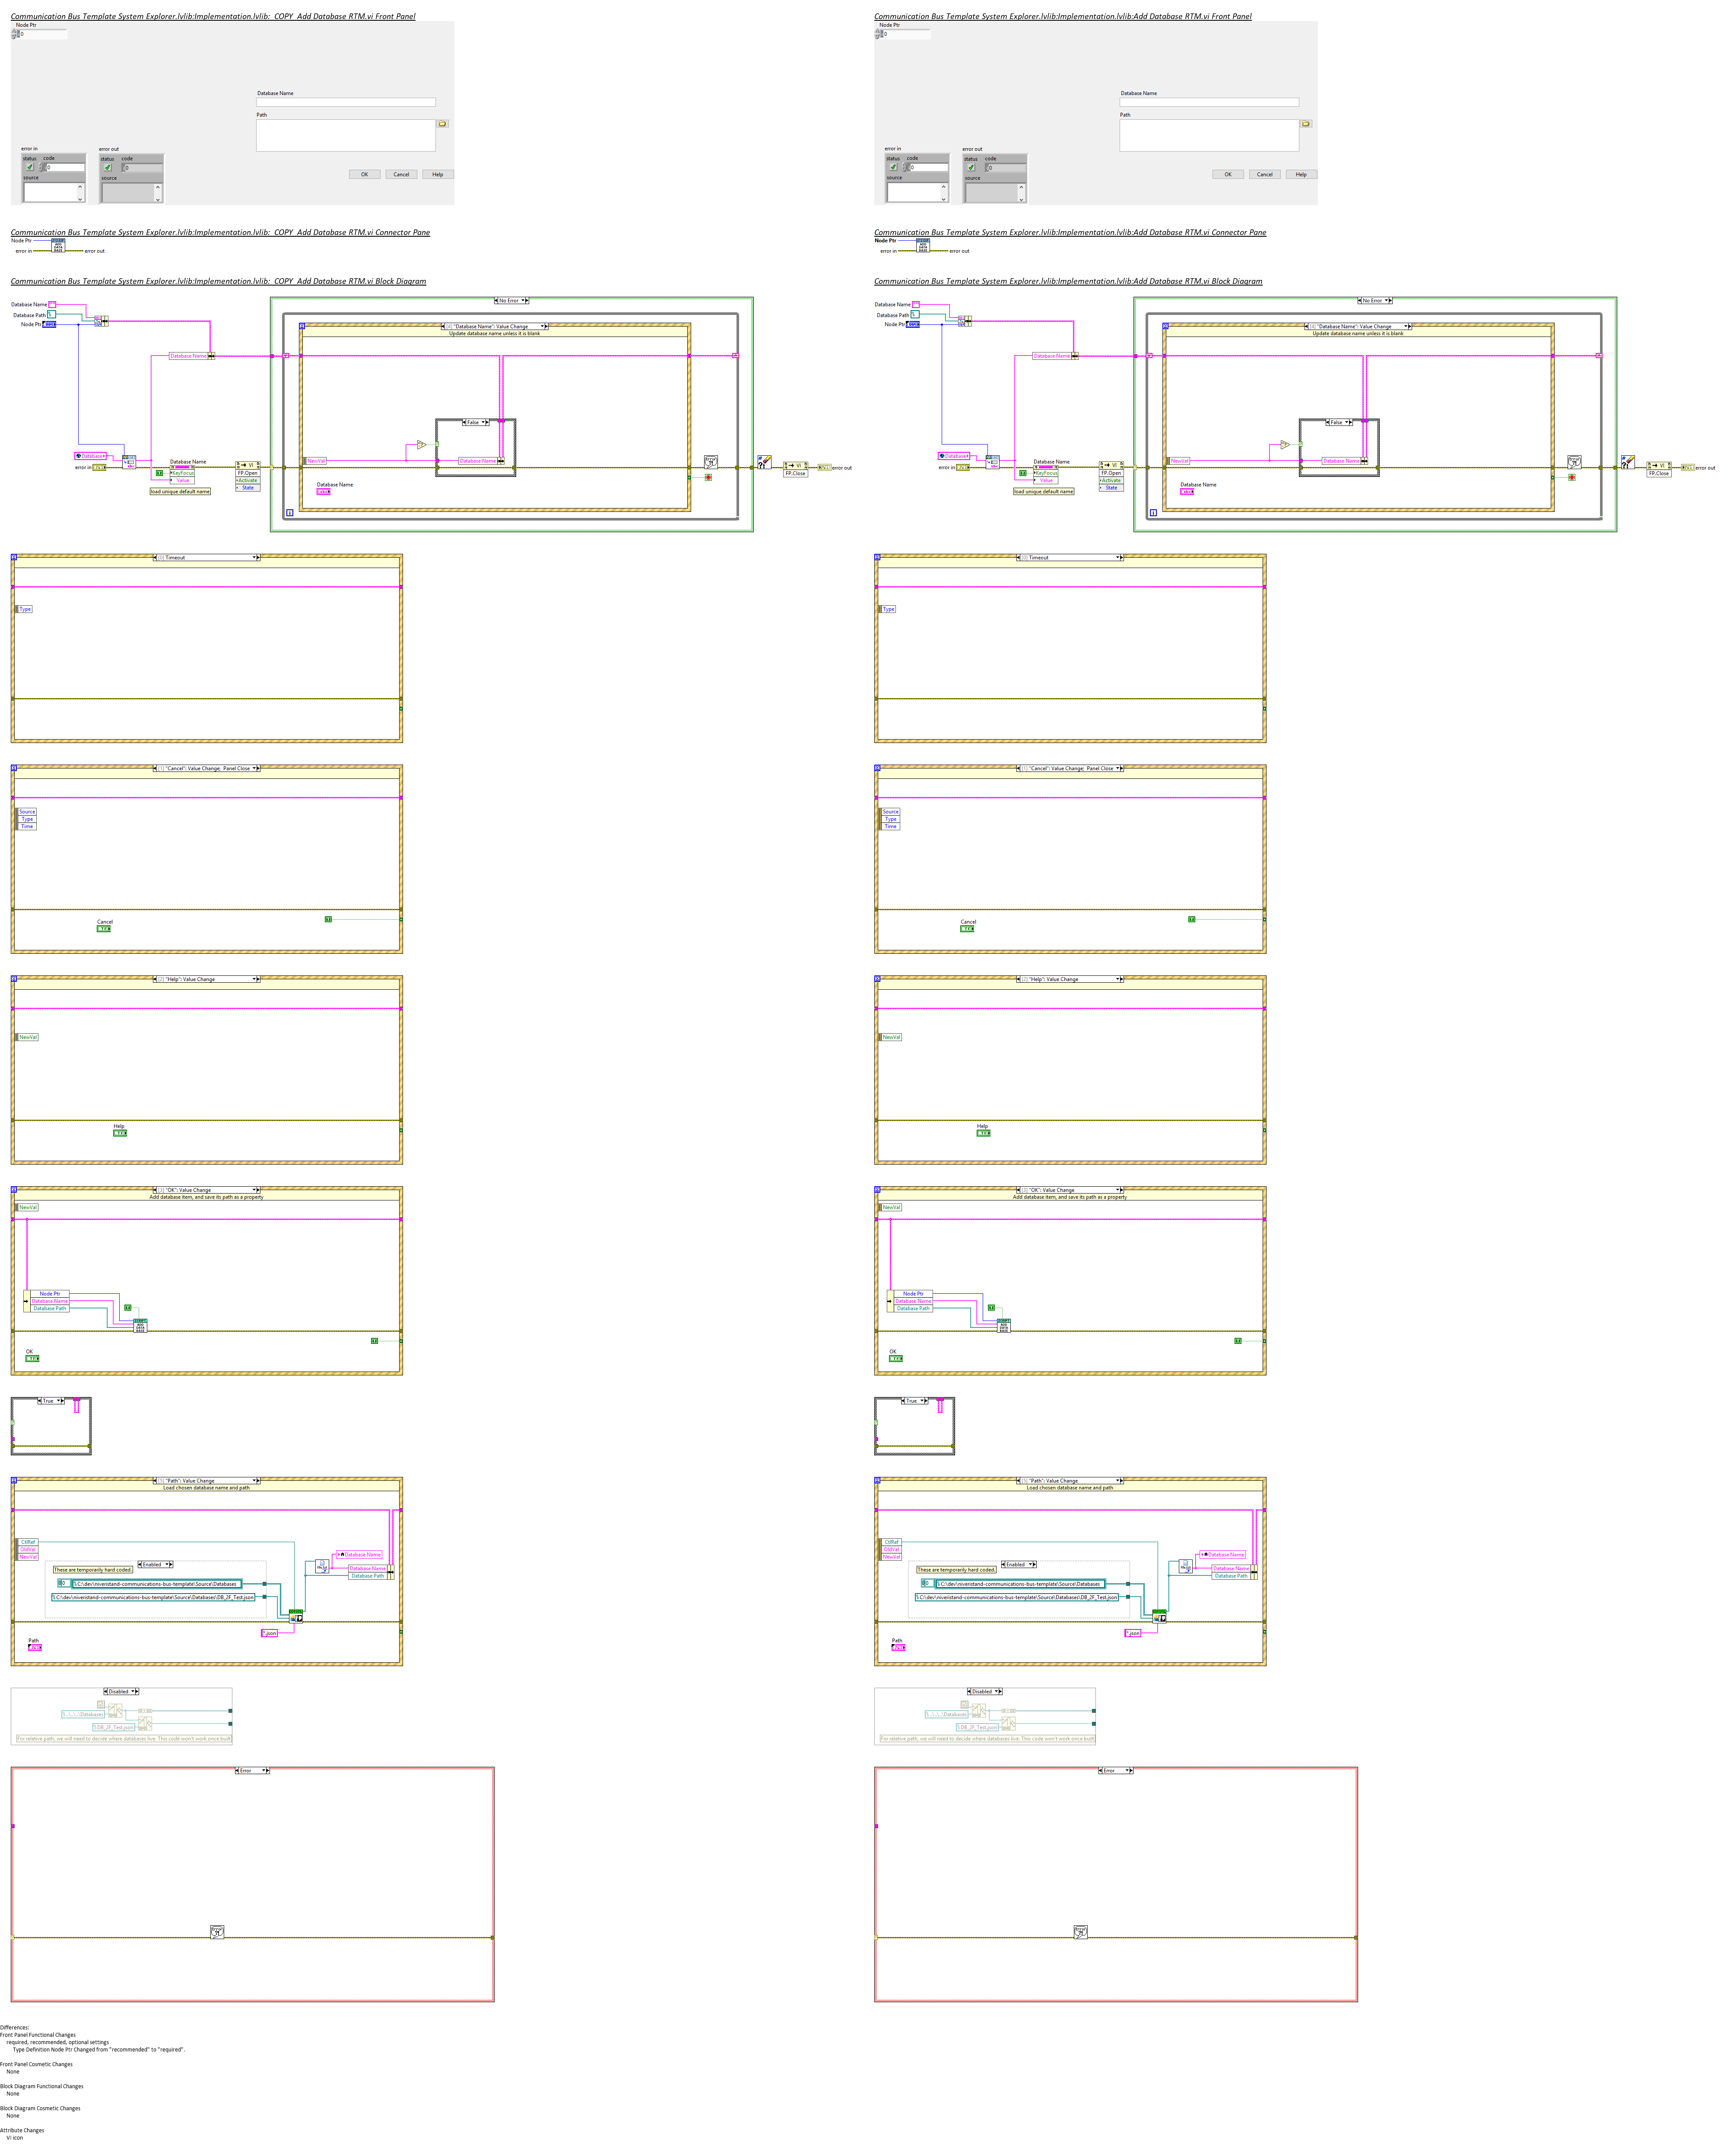 Communication Bus Template System Explorer.lvlib:Implementation.lvlib:_COPY_Add Database RTM.vi Front Panel
Node Ptr
0
Database Name
Path
error in
status code
0
source
error out
status code
0
source
OK Cancel Help
Communication Bus Template System Explorer.lvlib:Implementation.lvlib:_COPY_Add Database RTM.vi Connector Pane
Node Ptr
error in
error out
Communication Bus Template System Explorer.lvlib:Implementation.lvlib:_COPY_Add Database RTM.vi Block Diagram
No Error
Database Name
Database Path
Node Ptr
[4] "Database Name": Value Change
Update database name unless it is blank
Database Name
False
Database
error in
Database Name
KeyFocus
Value
load unique default name
VI
FP.Open
Activate
State
NewVal
Database Name
Database Name
VI
FP.Close
error out
[0] Timeout
Type
[1] "Cancel": Value Change; Panel Close
Source
Type
Time
Cancel
[2] "Help": Value Change
NewVal
Help
[3] "OK": Value Change
Add database item, and save its path as a property
NewVal
Node Ptr
Database Name
Database Path
ADD
DATA
BASE
OK
True
[5] "Path": Value Change
Load chosen database name and path
CtlRef
OldVal
NewVal
Enabled
These are temporarily hard coded.
0
C:\dev\niveristand-communications-bus-template\Source\Databases
C:\dev\niveristand-communications-bus-template\Source\Databases\DB_2F_Test.json
Database Name
Database Name
Database Path
*.json
Path
Disabled
..\..\..\Databases
DB_2F_Test.json
For relative path, we will need to decide where databases live. This code won't work once built
Error
Communication Bus Template System Explorer.lvlib:Implementation.lvlib:Add Database RTM.vi Front Panel
Node Ptr
0
Database Name
Path
error in
status code
0
source
error out
status code
0
source
OK Cancel Help
Communication Bus Template System Explorer.lvlib:Implementation.lvlib:Add Database RTM.vi Connector Pane
Node Ptr
error in
error out
Communication Bus Template System Explorer.lvlib:Implementation.lvlib:Add Database RTM.vi Block Diagram
No Error
Database Name
Database Path
Node Ptr
[4] "Database Name": Value Change
Update database name unless it is blank
Database Name
False
Database
error in
Database Name
KeyFocus
Value
load unique default name
VI
FP.Open
Activate
State
NewVal
Database Name
Database Name
VI
FP.Close
error out
[0] Timeout
Type
[1] "Cancel": Value Change; Panel Close
Source
Type
Time
Cancel
[2] "Help": Value Change
NewVal
Help
[3] "OK": Value Change
Add database item, and save its path as a property
NewVal
Node Ptr
Database Name
Database Path
ADD
DATA
BASE
OK
True
[5] "Path": Value Change
Load chosen database name and path
CtlRef
OldVal
NewVal
Enabled
These are temporarily hard coded.
0
C:\dev\niveristand-communications-bus-template\Source\Databases
C:\dev\niveristand-communications-bus-template\Source\Databases\DB_2F_Test.json
Database Name
Database Name
Database Path
*.json
Path
Disabled
..\..\..\Databases
DB_2F_Test.json
For relative path, we will need to decide where databases live. This code won't work once built
Error
Differences:
Front Panel Functional Changes
required, recommended, optional settings
Type Definition Node Ptr Changed from "recommended" to "required".
Front Panel Cosmetic Changes
None
Block Diagram Functional Changes
None
Block Diagram Cosmetic Changes
None
Attribute Changes
VI icon